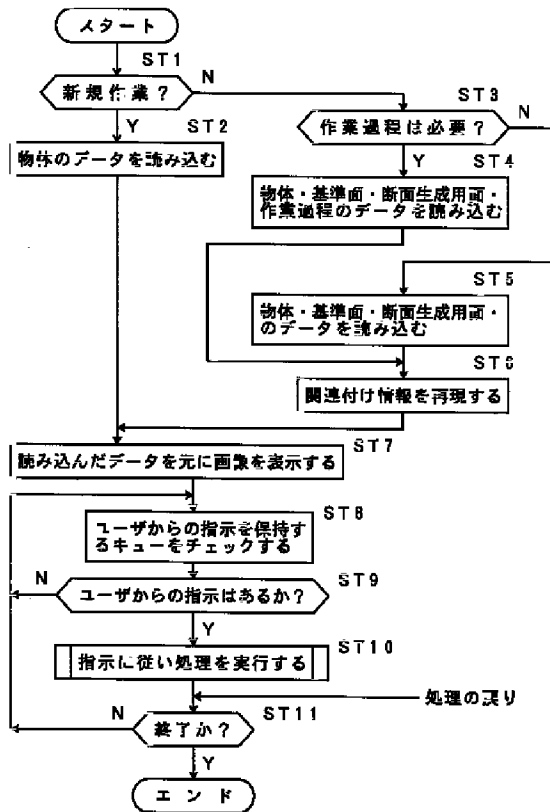 スタート
ST1
新規作業?
N
ST3
Y
ST2
作業過程は必要?
N
物体のデータを読み込む
Y
ST4
物体・基準面・断面生成用面・
作業過程のデータを読み込む
ST5
物体・基準面・断面生成用面・
のデータを読み込む
ST6
関連付け情報を再現する
ST7
読み込んだデータを元に画像を表示する
ST8
ユーザからの指示を保持す
るキューをチェックする
N
ST9
ユーザからの指示はあるか?
Y
ST10
指示に従い処理を実行する
処理の戻り
N
ST11
終了か?
Y
エンド